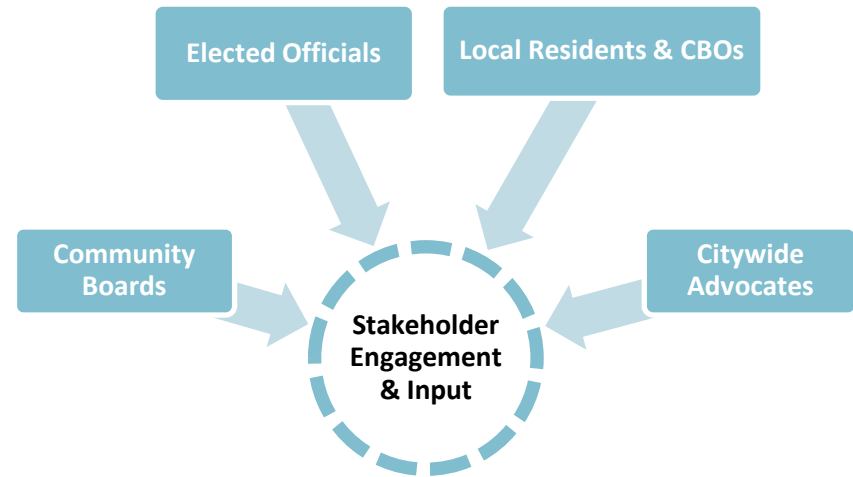 Elected Officials
Local Residents & CBOs
Community
Boards
Citywide
Advocates
Stakeholder
Engagement
& Input